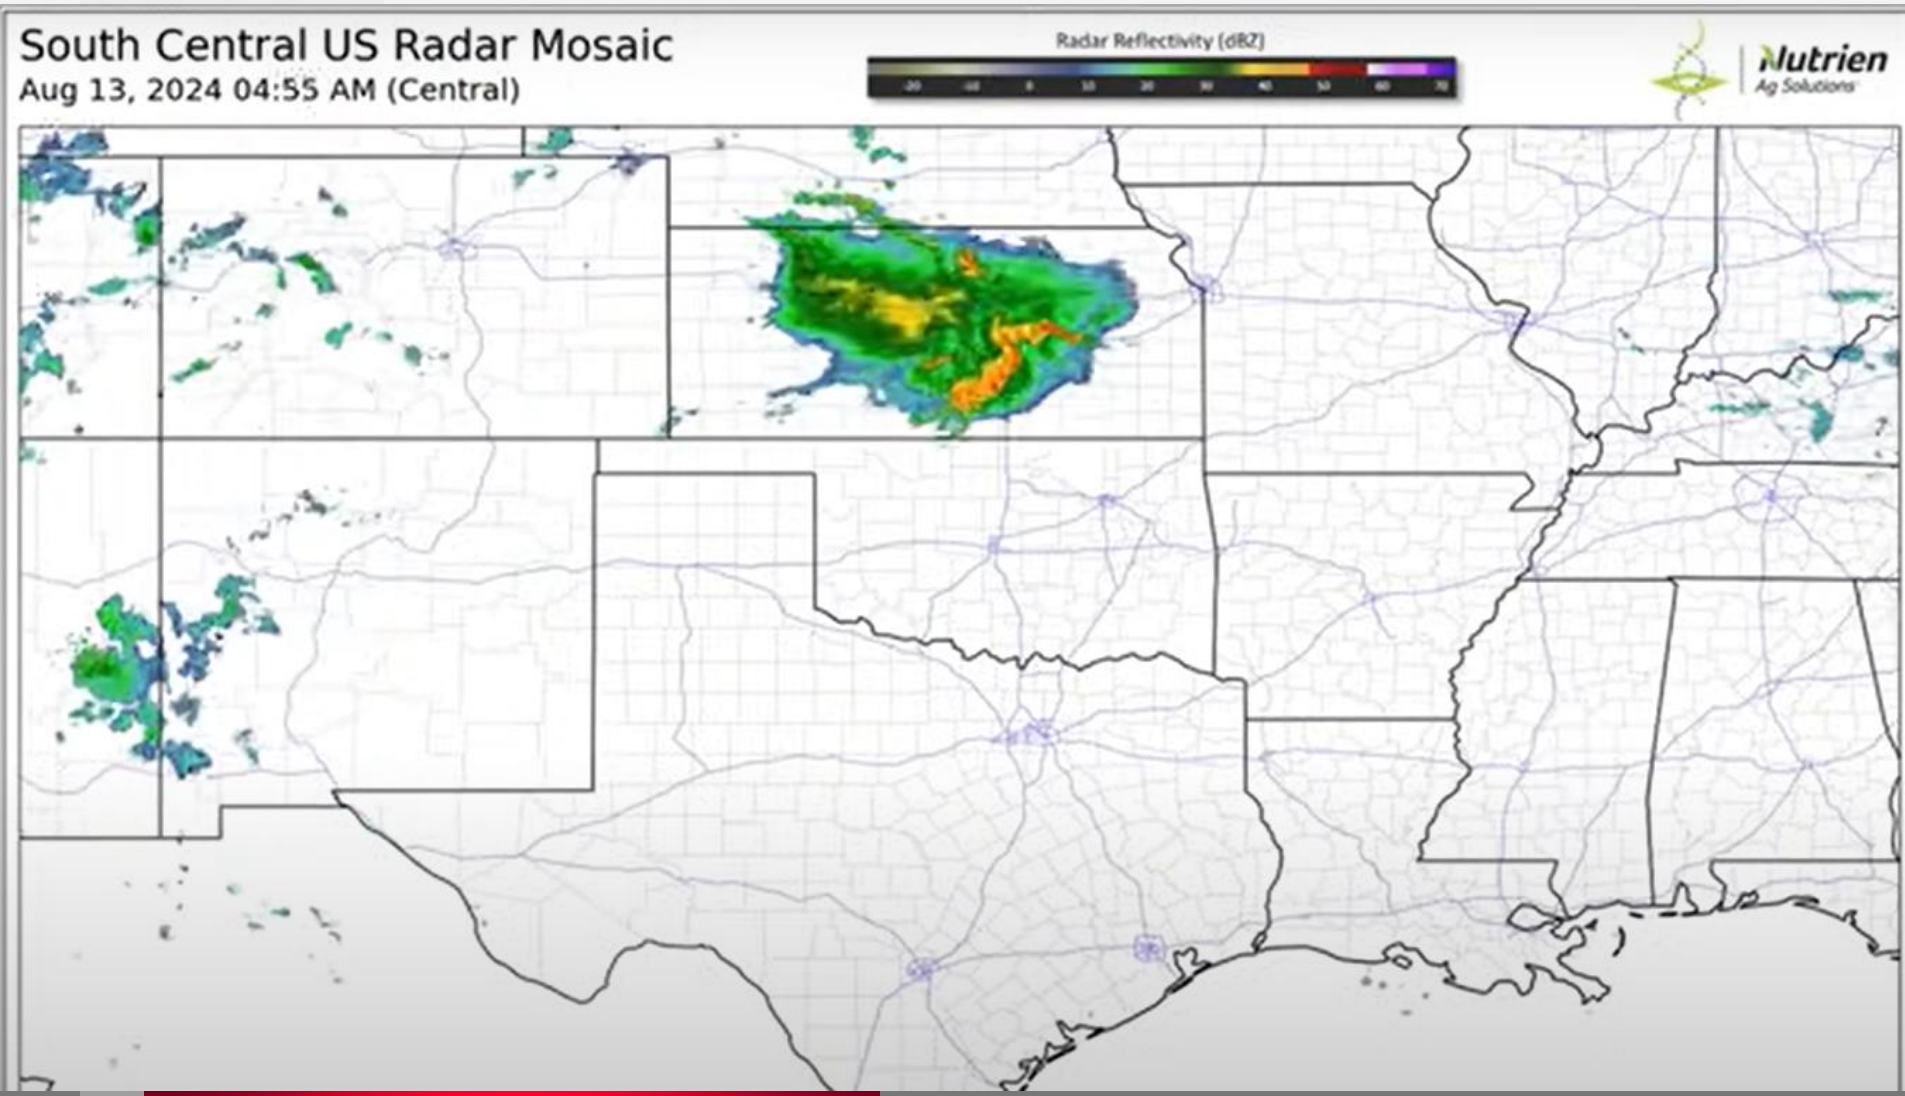 South Central US Radar Mosaic
Aug 13, 2024 04:55 AM (Central)
Radar Reflectivity (dBZ)
-20 -10 0 10 20 30 40 50 60 70
Nutrien
Ag Solutions